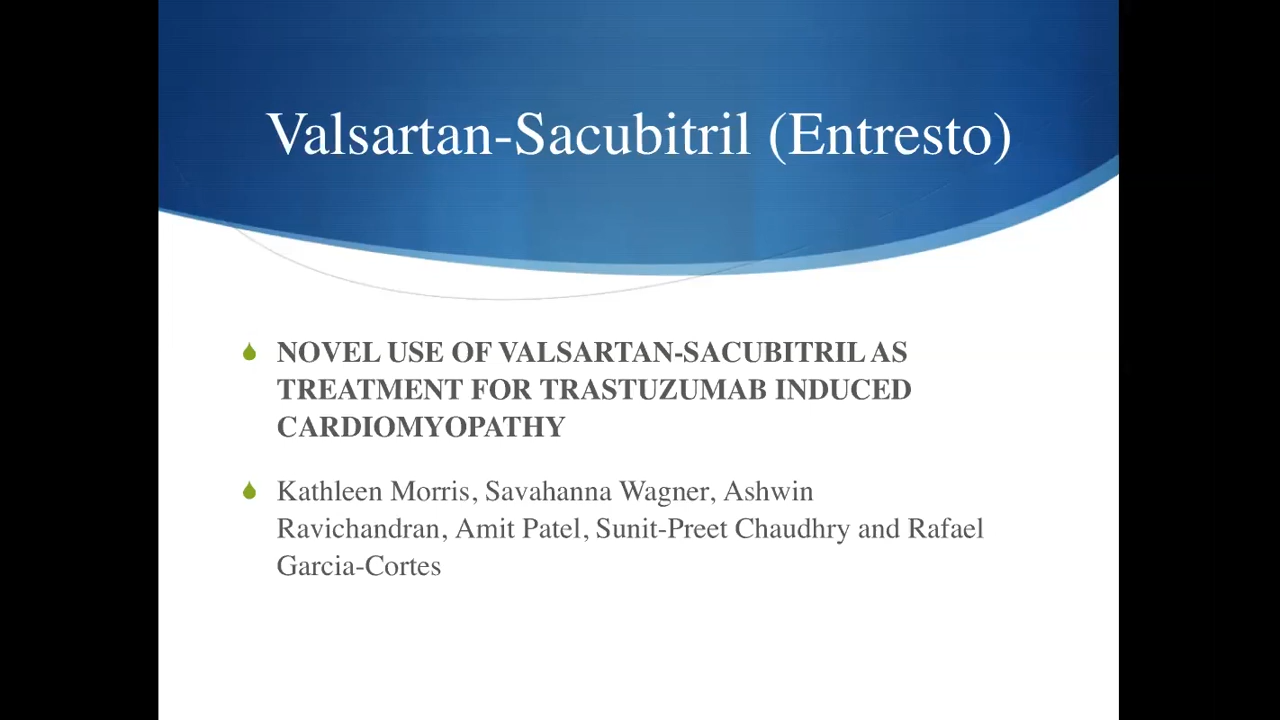 Valsartan-Sacubitril (Entresto)
NOVEL USE OF VALSARTAN-SACUBITRIL AS
TREATMENT FOR TRASTUZUMAB INDUCED
CARDIOMYOPATHY
Kathleen Morris, Savahanna Wagner, Ashwin
Ravichandran, Amit Patel, Sunit-Preet Chaudhry and Rafael
Garcia-Cortes